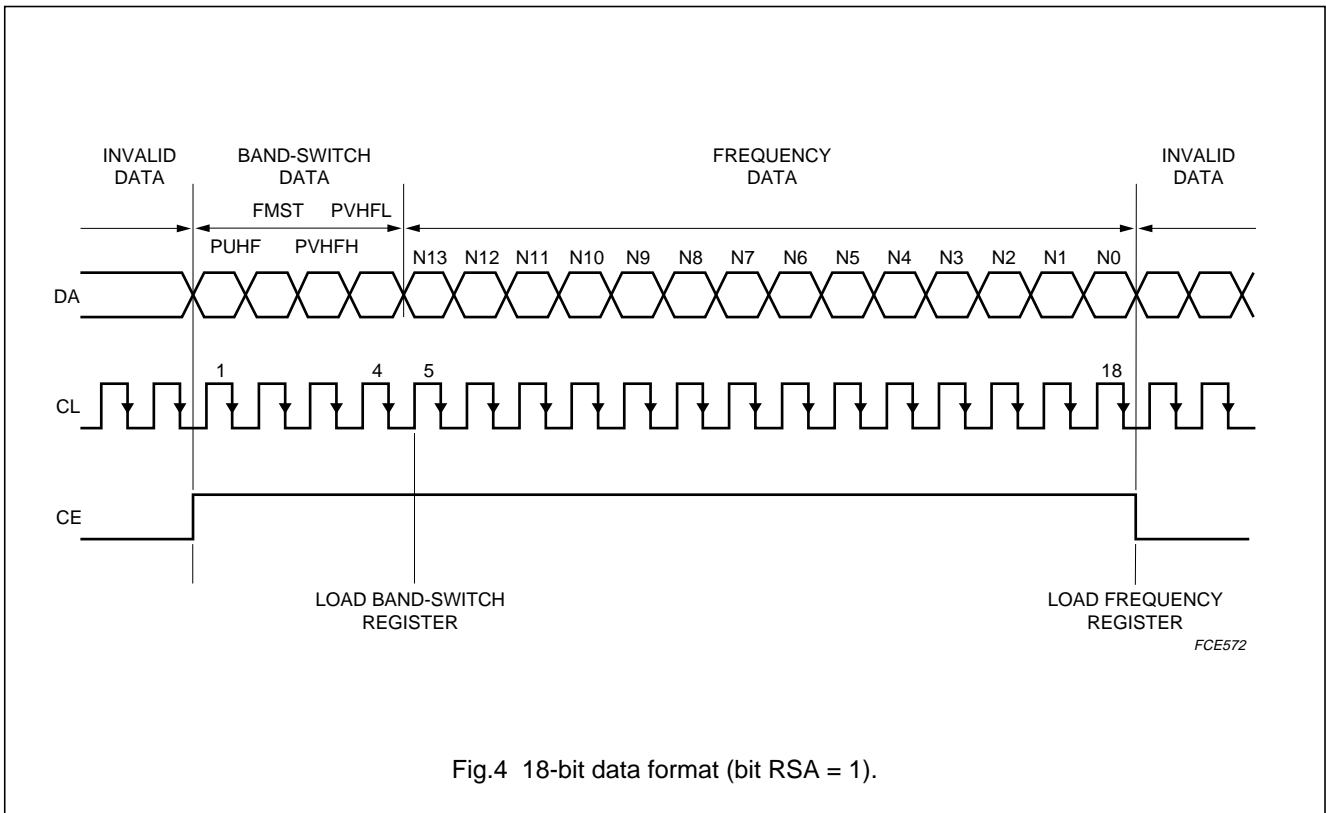 INVALID
DATA
BAND-SWITCH
DATA
FREQUENCY
DATA
INVALID
DATA
FMST PVHFL
PUHF PVHFH
N13 N12 N11 N10 N9 N8 N7 N6 N5 N4 N3 N2 N1 N0
DA
1 4 5 18
CL
CE
LOAD BAND-SWITCH
REGISTER
LOAD FREQUENCY
REGISTER
FCE572
Fig.4 18-bit data format (bit RSA = 1).